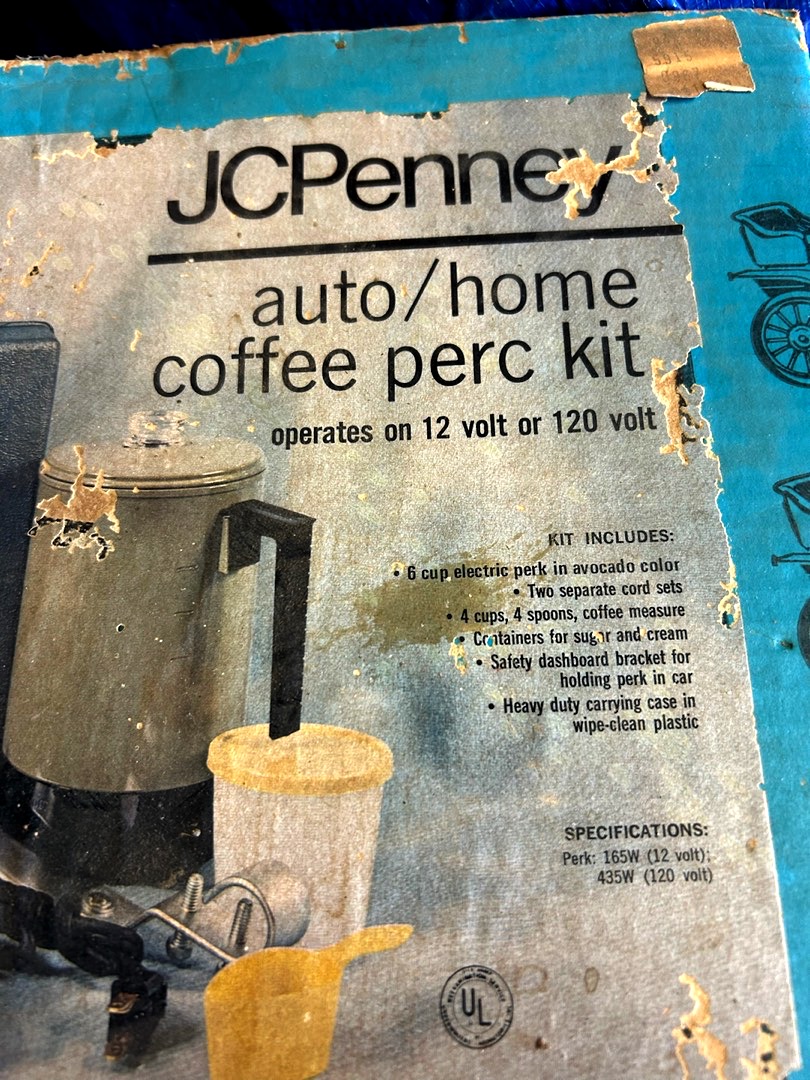 JCPenney
auto/home
coffee perc kit
operates on 12 volt or 120 volt
KIT INCLUDES:
• 6 cup electric perk in avocado color
• Two separate cord sets
• 4 cups, 4 spoons, coffee measure
• Containers for sugar and cream
• Safety dashboard bracket for
holding perk in car
• Heavy duty carrying case in
wipe-clean plastic
SPECIFICATIONS:
Perk: 165W (12 volt);
435W (120 volt)
UL